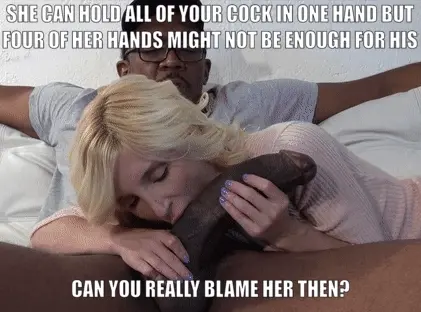 SHE CAN HOLD ALL OF YOUR COCK IN ONE HAND BUT
FOUR OF HER HANDS MIGHT NOT BE ENOUGH FOR HIS
CAN YOU REALLY BLAME HER THEN?